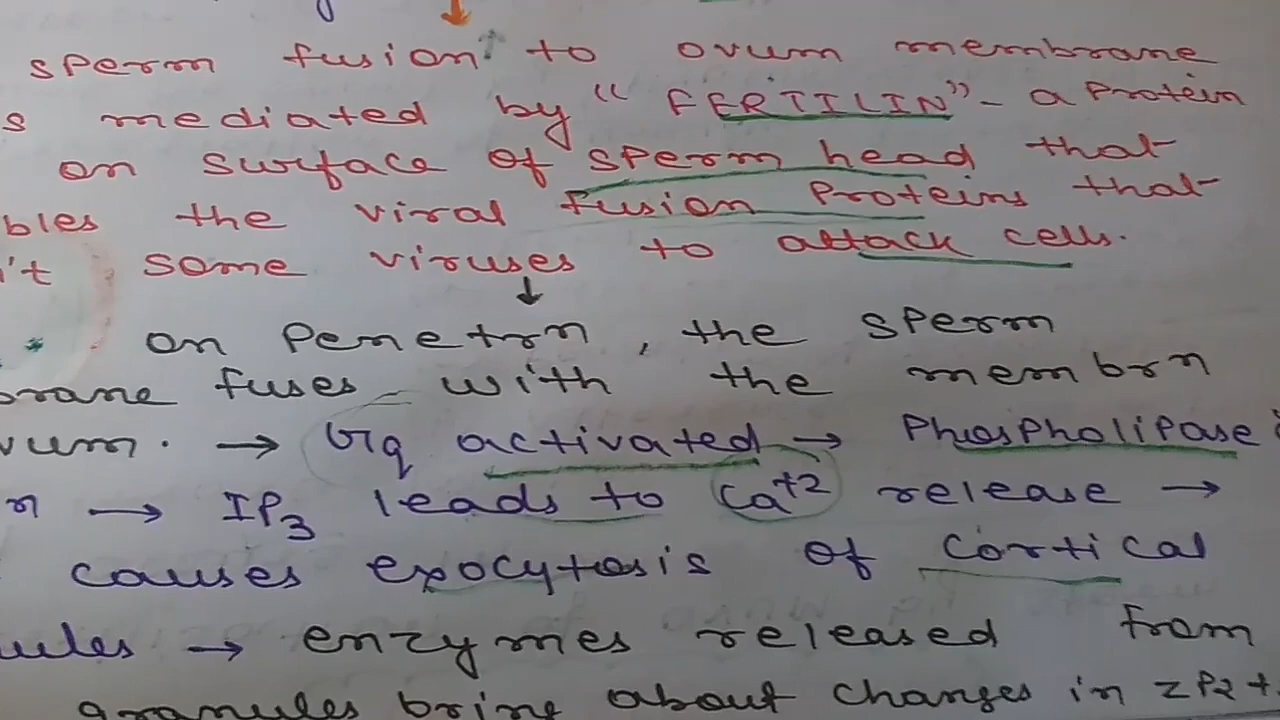 sperm fusion to ovum membrane
s mediated by "FERTILIN" - a protein
on surface of sperm head that
bles the viral fusion proteins that
it some viruses to attack cells.
↓
* on penetrn, the sperm
brane fuses with the membrn
vum. → Gq activated → Phospholipase
n → IP3 leads to Ca+2 release →
causes exocytosis of cortical
ules → enzymes released from
granules bring about changes in ZP2 +